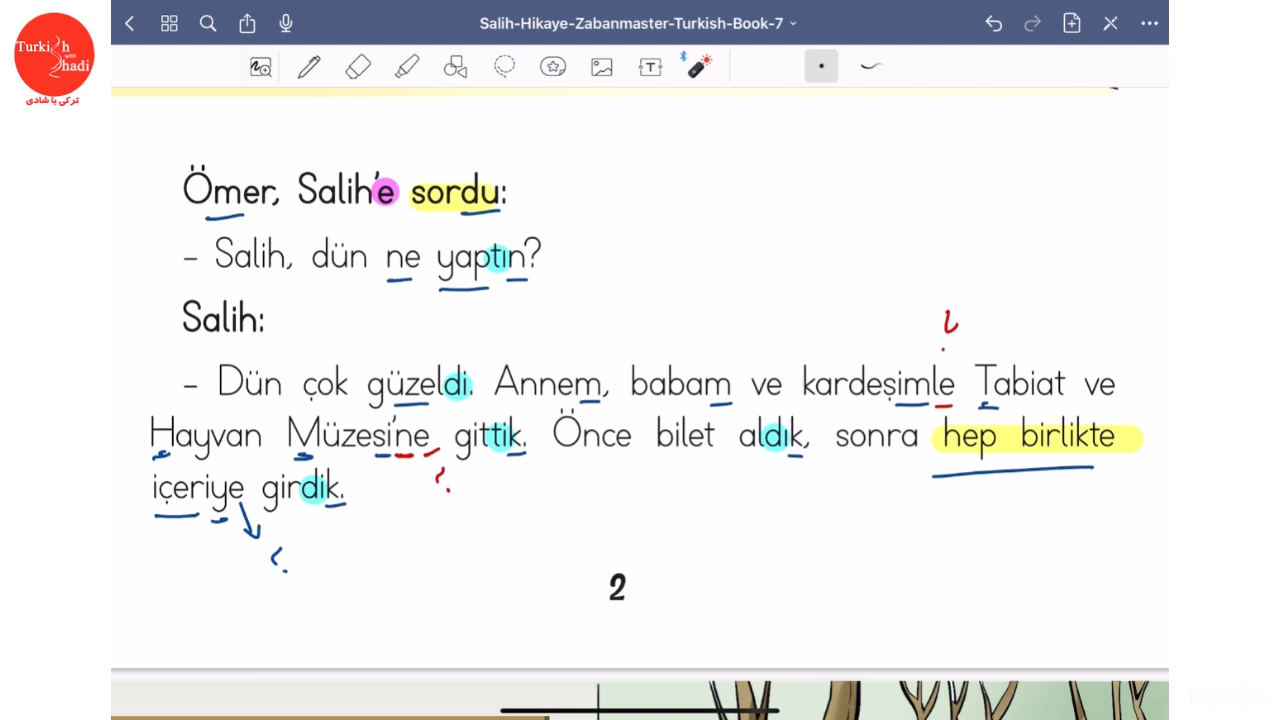 Salih-Hikaye-Zabanmaster-Turkish-Book-7
Turkish
with
Shadi
ترکی با شادی
Ömer, Salih'e sordu:
– Salih, dün ne yaptın?
Salih:
– Dün çok güzeldi. Annem, babam ve kardeşimle Tabiat ve
Hayvan Müzesi'ne gittik. Önce bilet aldık, sonra hep birlikte
içeriye girdik.
2